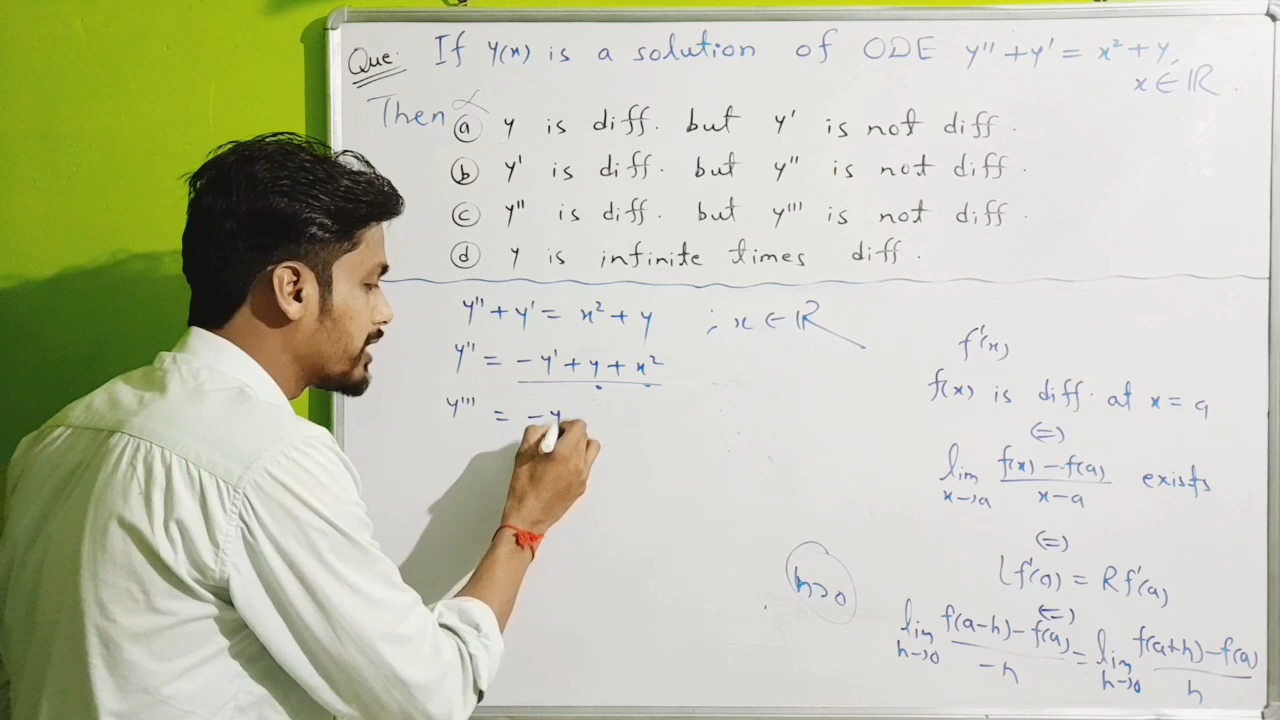 Que. If y(x) is a solution of ODE y'' + y' = x² + y,
x ∈ ℝ.
Then
ⓐ y is diff. but y' is not diff.
ⓑ y' is diff. but y'' is not diff.
ⓒ y'' is diff. but y''' is not diff.
ⓓ y is infinite times diff.
y'' + y' = x² + y ; x ∈ ℝ
y'' = -y' + y + x²
y''' = -y
f'(x)
f(x) is diff. at x = a
(=)
lim x→a f(x) - f(a) / x - a exists
(=)
Lf'(a) = Rf'(a)
(=)
lim h→0 f(a-h) - f(a) / -h = lim h→0 f(a+h) - f(a) / h
h>0